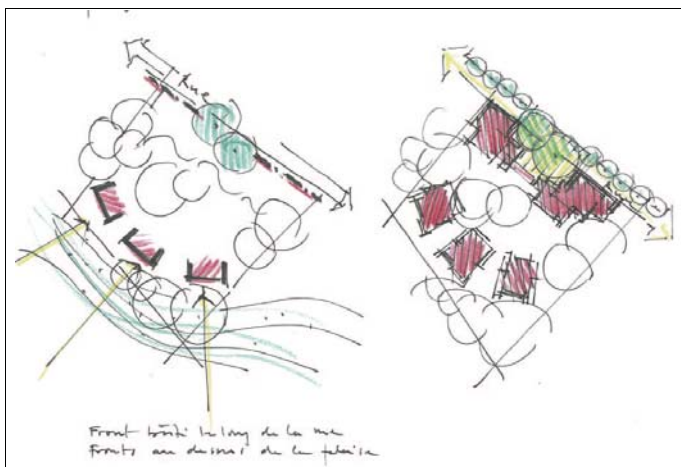 Rue
Front bâti le long de la rue
Fronts au dessus de la falaise